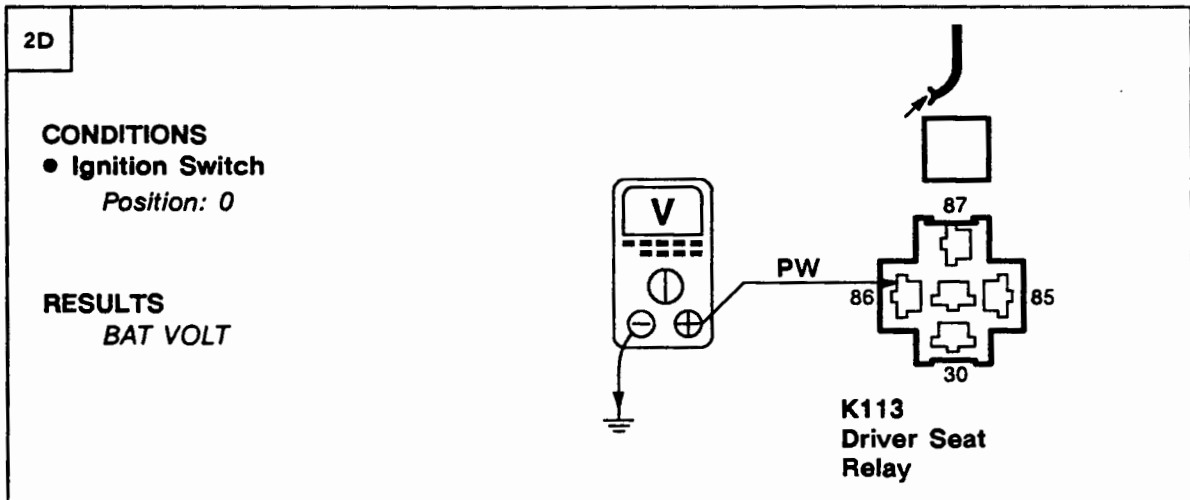 2D
CONDITIONS
● Ignition Switch
Position: 0
RESULTS
BAT VOLT
V
PW
87
86
85
30
K113
Driver Seat
Relay